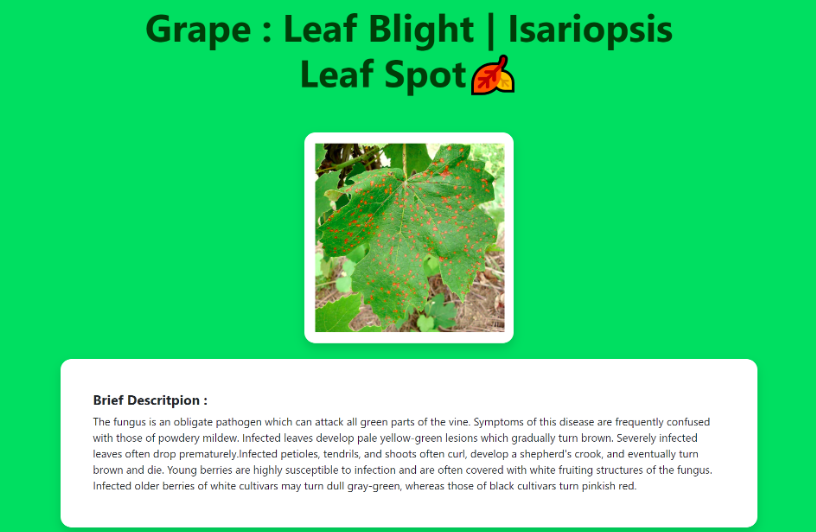 Grape : Leaf Blight | Isariopsis
Leaf Spot🍂
Brief Descritpion :
The fungus is an obligate pathogen which can attack all green parts of the vine. Symptoms of this disease are frequently confused
with those of powdery mildew. Infected leaves develop pale yellow-green lesions which gradually turn brown. Severely infected
leaves often drop prematurely.Infected petioles, tendrils, and shoots often curl, develop a shepherd's crook, and eventually turn
brown and die. Young berries are highly susceptible to infection and are often covered with white fruiting structures of the fungus.
Infected older berries of white cultivars may turn dull gray-green, whereas those of black cultivars turn pinkish red.